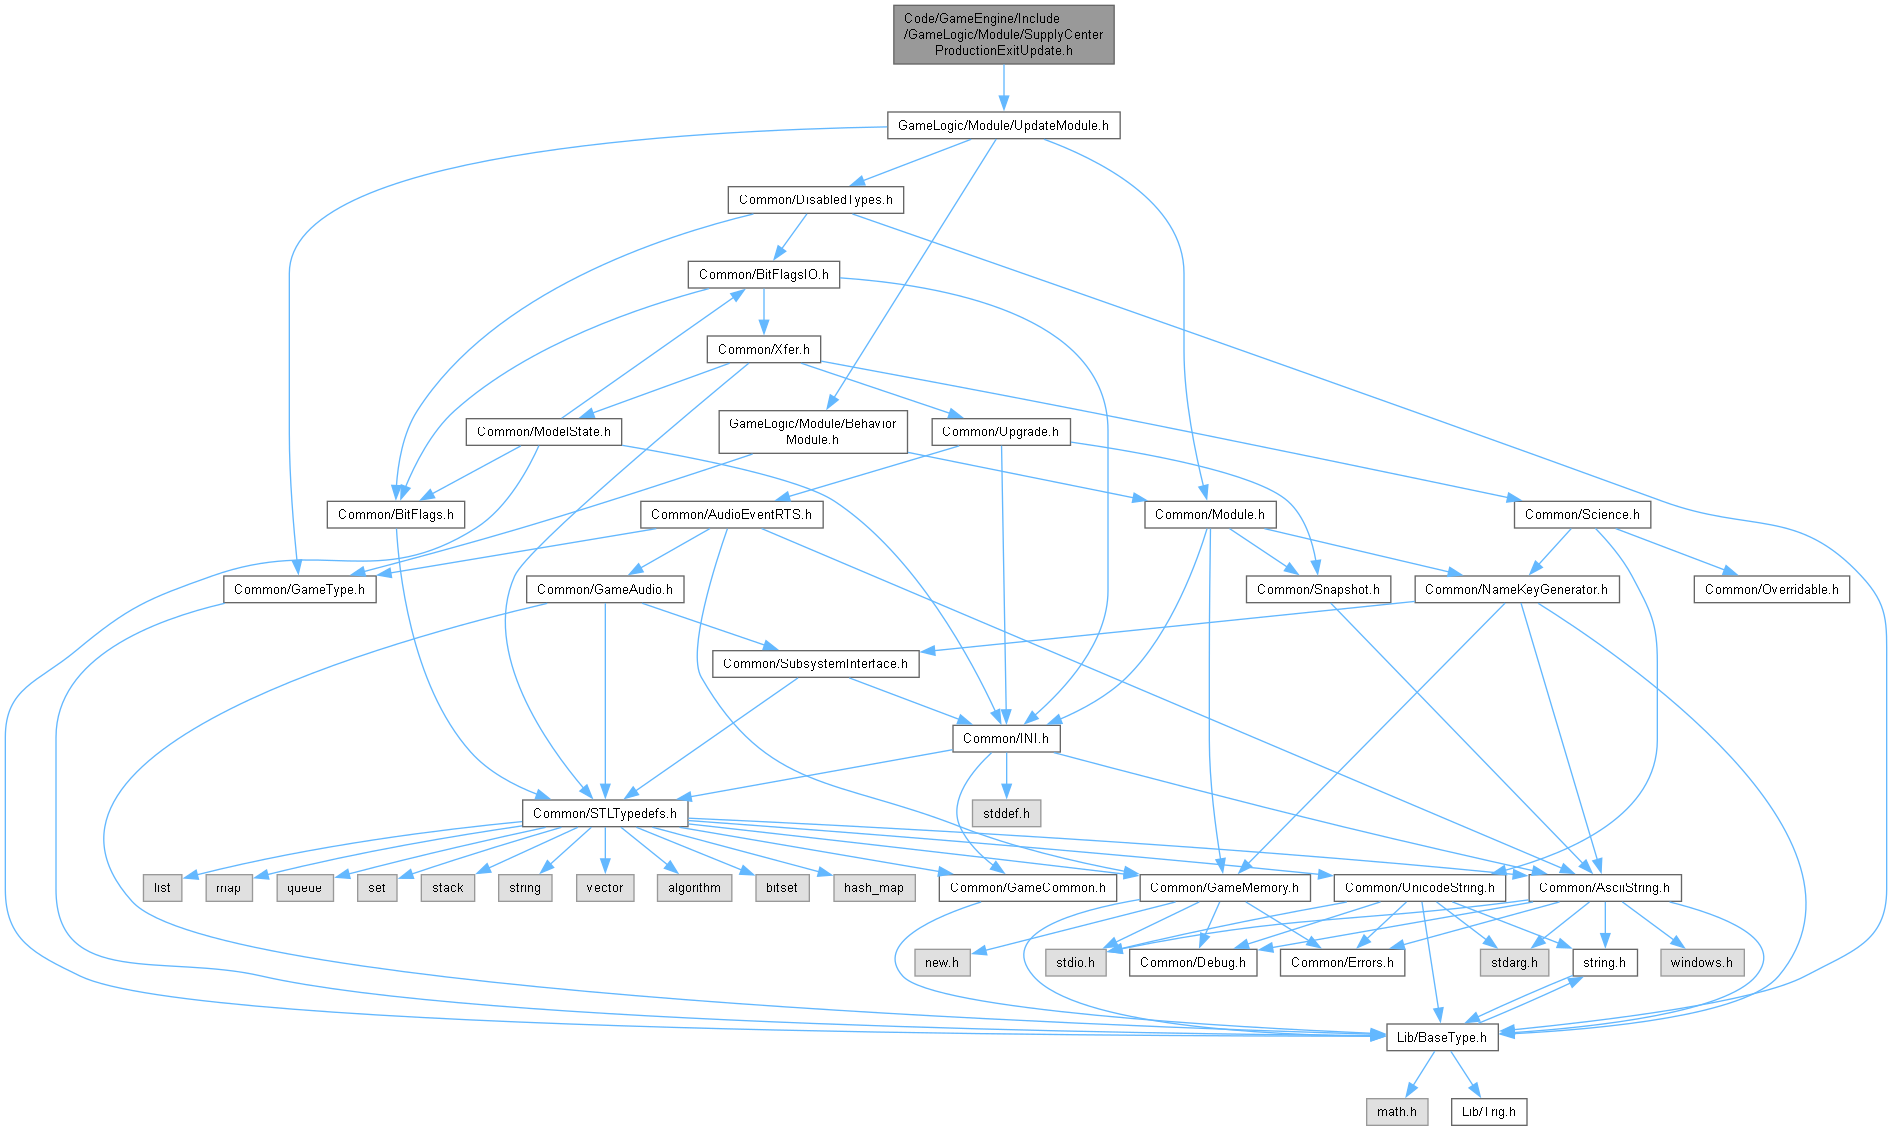 Code/GameEngine/Include
/GameLogic/Module/SupplyCenter
ProductionExitUpdate.h
GameLogic/Module/UpdateModule.h
Common/DisabledTypes.h
Common/BitFlagsIO.h
Common/Xfer.h
Common/ModelState.h
GameLogic/Module/Behavior
Module.h
Common/Upgrade.h
Common/BitFlags.h
Common/AudioEventRTS.h
Common/Module.h
Common/Science.h
Common/GameType.h
Common/GameAudio.h
Common/Snapshot.h
Common/NameKeyGenerator.h
Common/Overridable.h
Common/SubsystemInterface.h
Common/INI.h
Common/STLTypedefs.h
stddef.h
list
map
queue
set
stack
string
vector
algorithm
bitset
hash_map
Common/GameCommon.h
Common/GameMemory.h
Common/UnicodeString.h
Common/AsciiString.h
new.h
stdio.h
Common/Debug.h
Common/Errors.h
stdarg.h
string.h
windows.h
Lib/BaseType.h
math.h
Lib/Trig.h